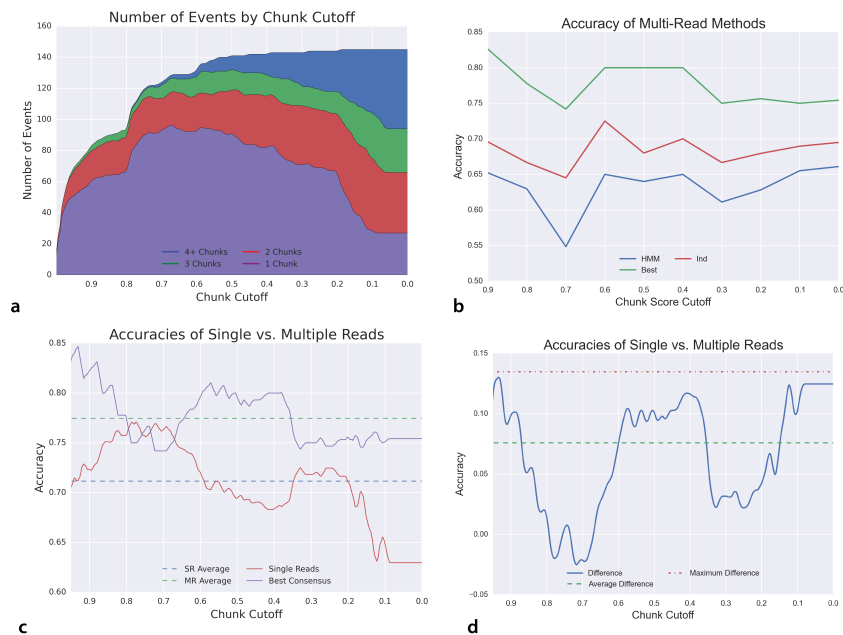 Number of Events by Chunk Cutoff
160
140
120
100
80
60
40
20
0
Number of Events
4+ Chunks
2 Chunks
3 Chunks
1 Chunk
0.9 0.8 0.7 0.6 0.5 0.4 0.3 0.2 0.1 0.0
Chunk Cutoff
a
Accuracy of Multi-Read Methods
0.85
0.80
0.75
0.70
0.65
0.60
0.55
0.50
Accuracy
HMM
Ind
Best
0.9 0.8 0.7 0.6 0.5 0.4 0.3 0.2 0.1 0.0
Chunk Score Cutoff
b
Accuracies of Single vs. Multiple Reads
0.85
0.80
0.75
0.70
0.65
0.60
Accuracy
SR Average
Single Reads
MR Average
Best Consensus
0.9 0.8 0.7 0.6 0.5 0.4 0.3 0.2 0.1 0.0
Chunk Cutoff
c
Accuracies of Single vs. Multiple Reads
0.15
0.10
0.05
0.00
−0.05
Accuracy
Difference
Maximum Difference
Average Difference
0.9 0.8 0.7 0.6 0.5 0.4 0.3 0.2 0.1 0.0
Chunk Cutoff
d